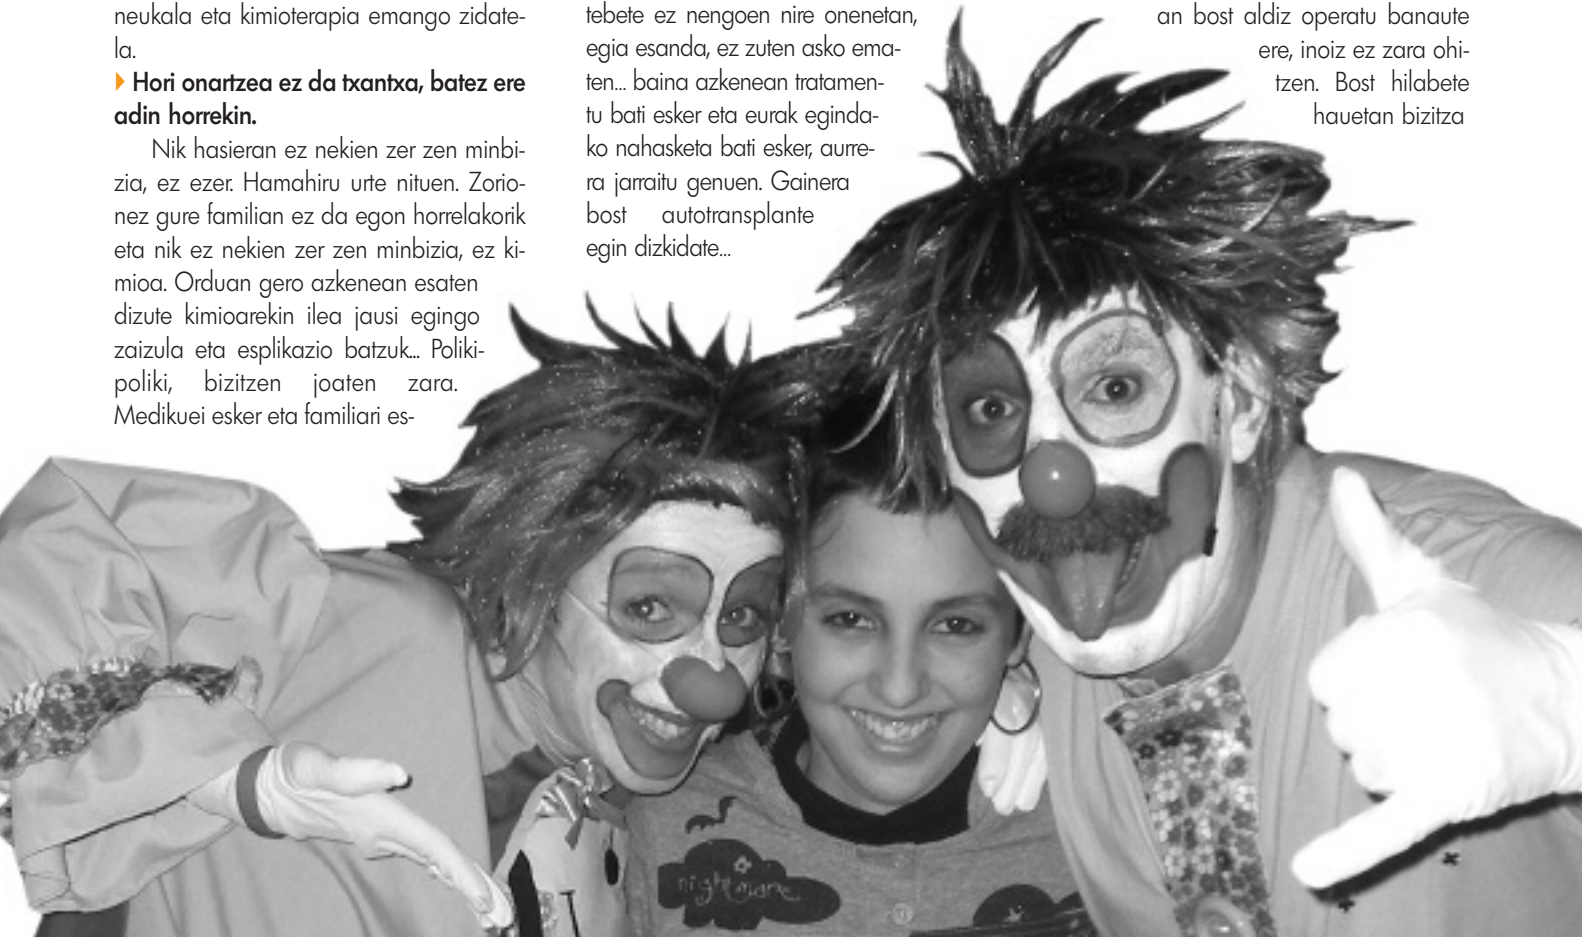 neukala eta kimioterapia emango zidate-
la.
Hori onartzea ez da txantxa, batez ere
adin horrekin.
Nik hasieran ez nekien zer zen minbi-
zia, ez ezer. Hamahiru urte nituen. Zorio-
nez gure familian ez da egon horrelakorik
eta nik ez nekien zer zen minbizia, ez ki-
mioa. Orduan gero azkenean esaten
dizute kimioarekin ilea jausi egingo
zaizula eta esplikazio batzuk... Poliki-
poliki, bizitzen joaten zara.
Medikuei esker eta familiari es-
tebete ez nengoen nire onenetan,
egia esanda, ez zuten asko ema-
ten... baina azkenean tratamen-
tu bati esker eta eurak eginda-
ko nahasketa bati esker, aurre-
ra jarraitu genuen. Gainera
bost autotransplante
egin dizkidate...
an bost aldiz operatu banaute
ere, inoiz ez zara ohi-
tzen. Bost hilabete
hauetan bizitza
nightmare